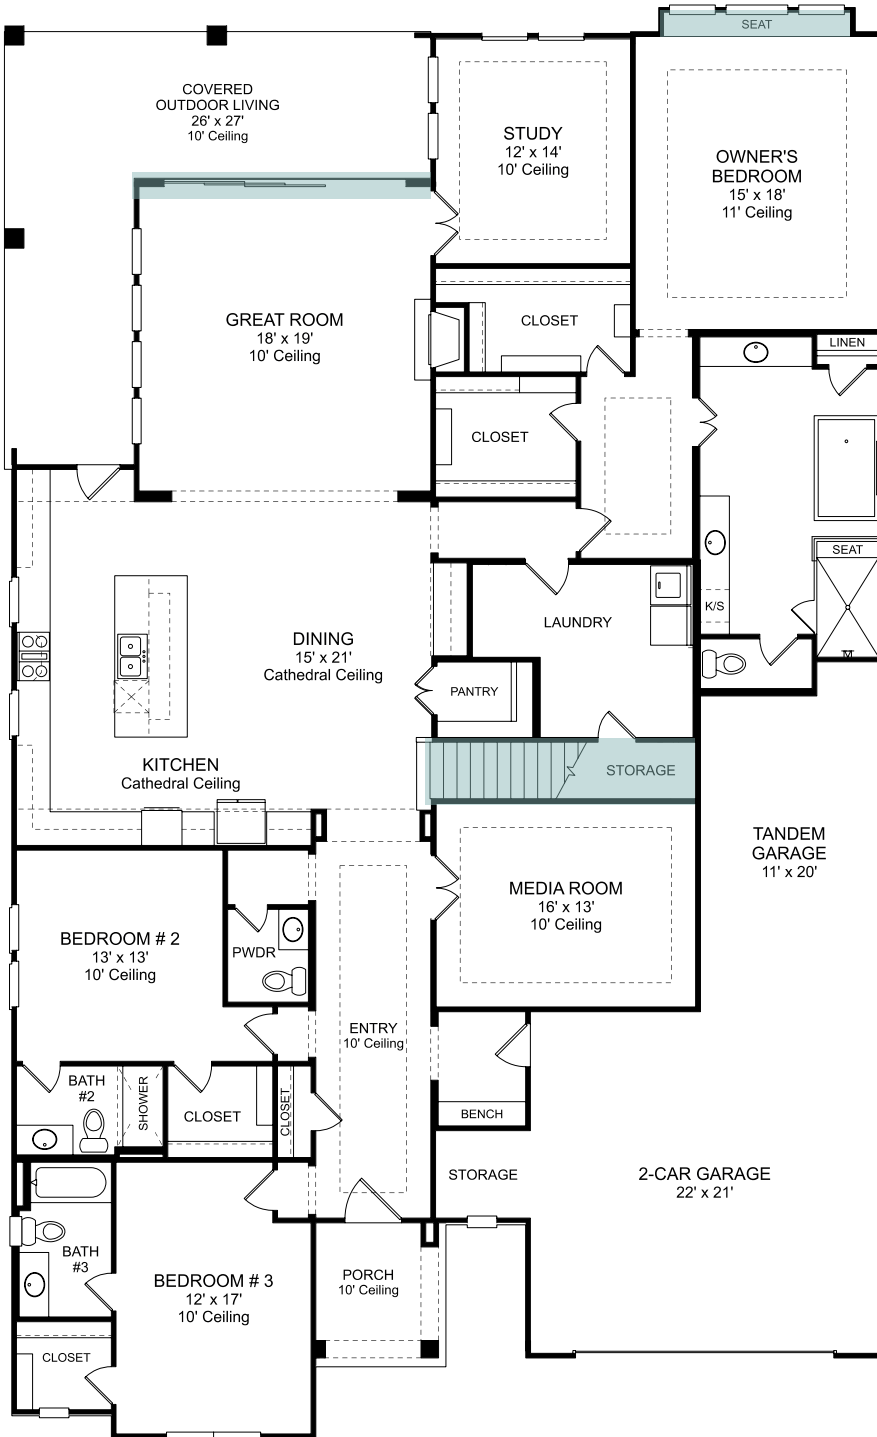 SEAT
COVERED
OUTDOOR LIVING
26' x 27'
10' Ceiling
STUDY
12' x 14'
10' Ceiling
OWNER'S
BEDROOM
15' x 18'
11' Ceiling
GREAT ROOM
18' x 19'
10' Ceiling
CLOSET
LINEN
CLOSET
SEAT
K/S
LAUNDRY
DINING
15' x 21'
Cathedral Ceiling
PANTRY
KITCHEN
Cathedral Ceiling
STORAGE
TANDEM
GARAGE
11' x 20'
MEDIA ROOM
16' x 13'
10' Ceiling
BEDROOM # 2
13' x 13'
10' Ceiling
PWDR
ENTRY
10' Ceiling
BATH
#2
SHOWER
CLOSET
CLOSET
BENCH
STORAGE
2-CAR GARAGE
22' x 21'
BATH
#3
BEDROOM # 3
12' x 17'
10' Ceiling
PORCH
10' Ceiling
CLOSET